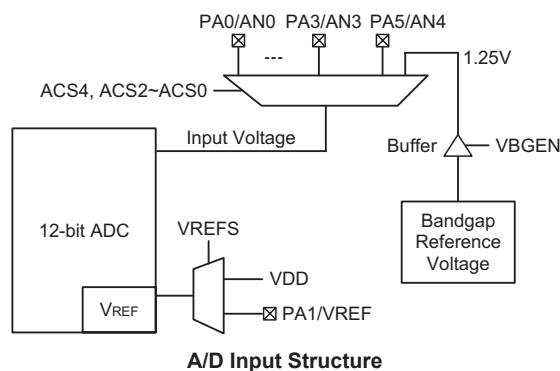 PA0/AN0 PA3/AN3 PA5/AN4
---
1.25V
ACS4, ACS2~ACS0
Input Voltage
Buffer
VBGEN
12-bit ADC
VREFS
Bandgap
Reference
Voltage
VDD
VREF
PA1/VREF
A/D Input Structure